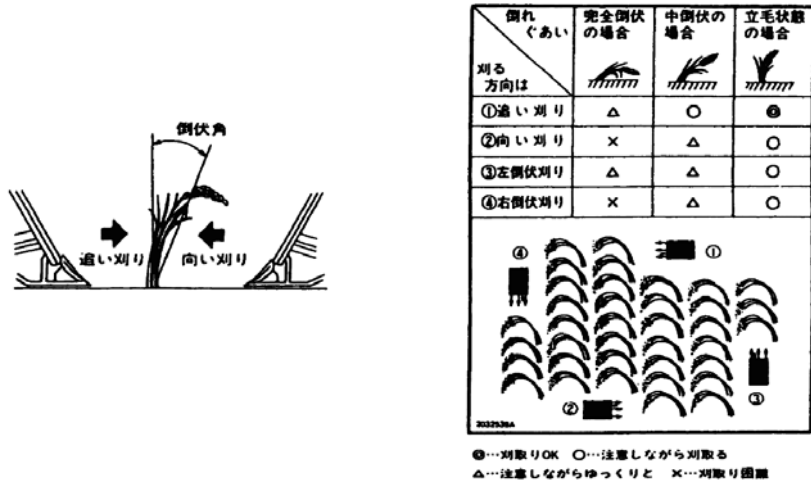 倒伏角
追い刈り
向い刈り
倒れぐあい
刈る方向は
完全倒伏の場合
中倒伏の場合
立毛状態の場合
①追い刈り △ ○ ◎
②向い刈り × △ ○
③左倒伏刈り △ △ ○
④右倒伏刈り × △ ○
④
①
②
③
◎…刈取りOK ○…注意しながら刈取る
△…注意しながらゆっくりと ×…刈取り困難